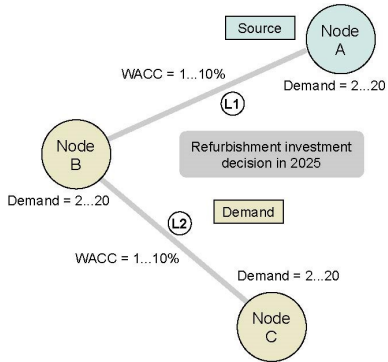 Source
Node
A
WACC = 1...10%
Demand = 2...20
L1
Node
B
Refurbishment investment
decision in 2025
Demand = 2...20
Demand
L2
WACC = 1...10%
Demand = 2...20
Node
C